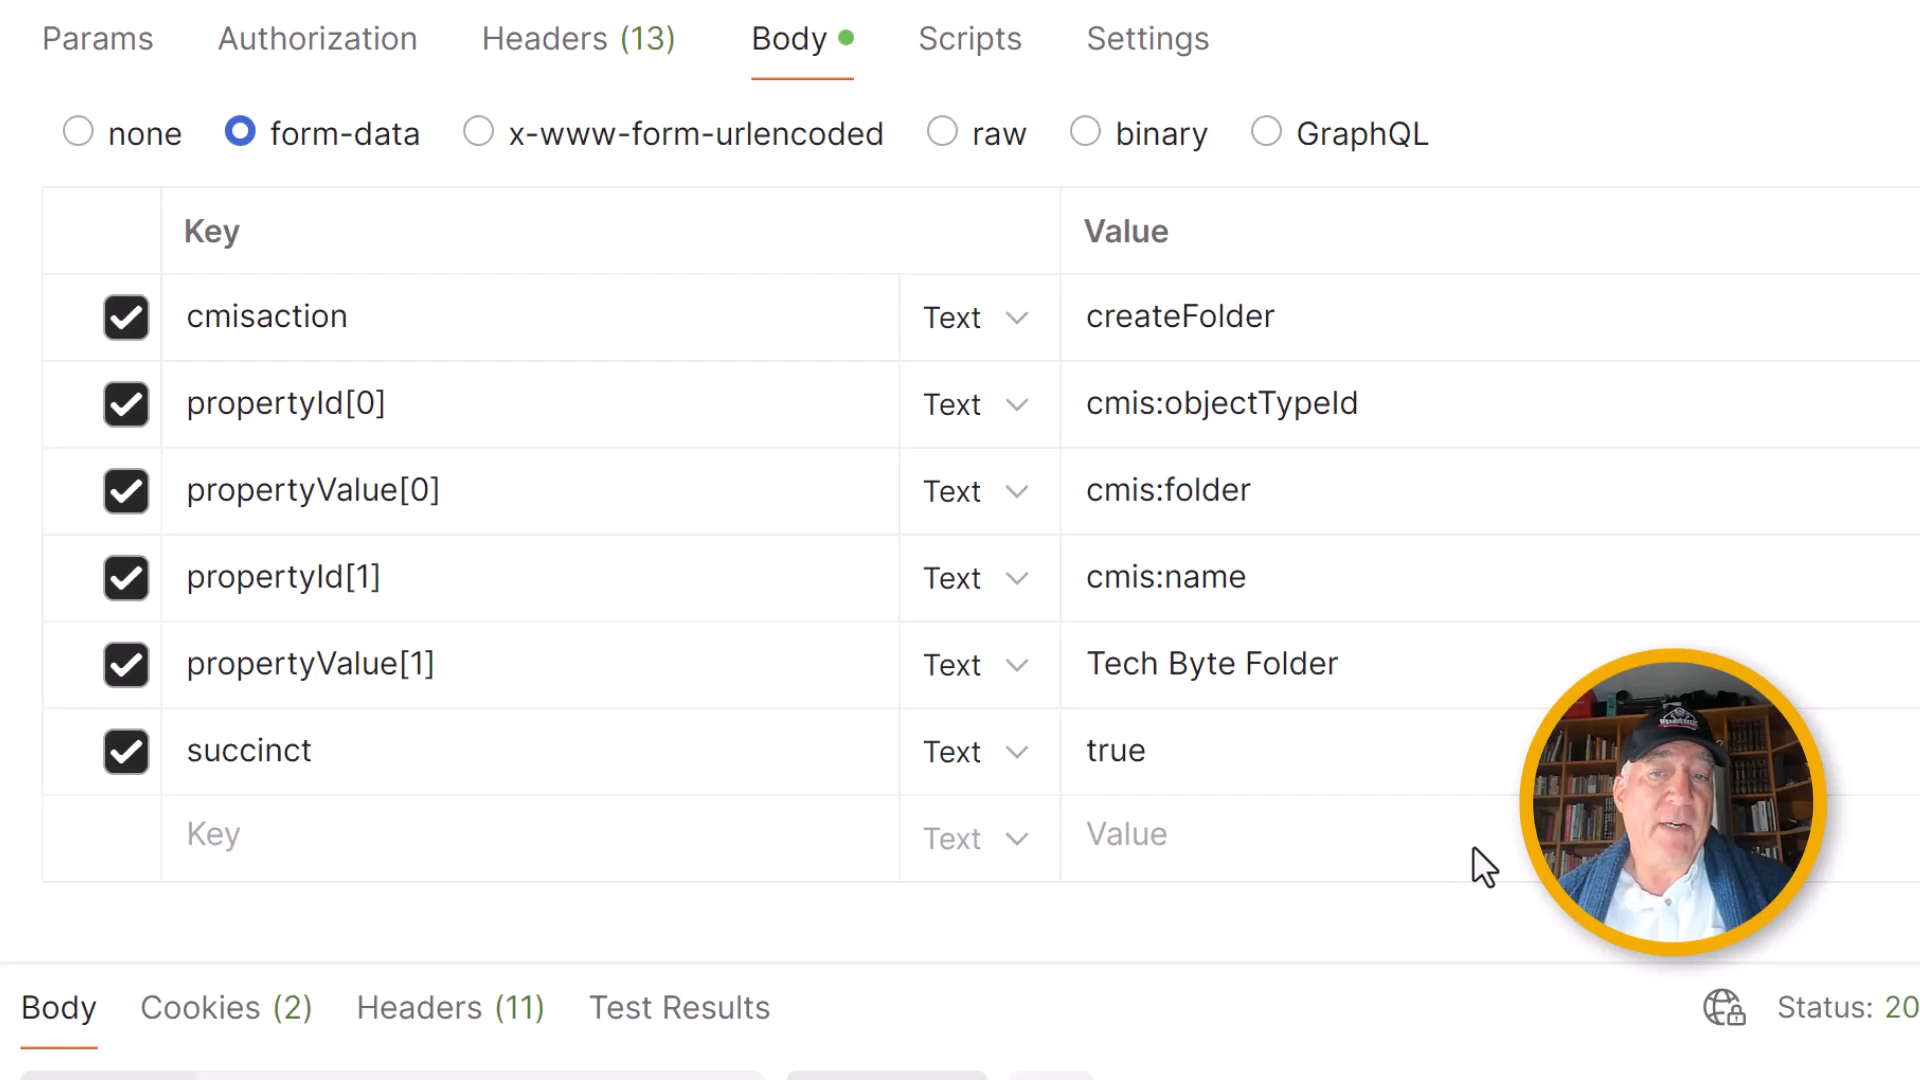 Params Authorization Headers (13) Body Scripts Settings
none form-data x-www-form-urlencoded raw binary GraphQL
Key Value
cmisaction Text createFolder
propertyId[0] Text cmis:objectTypeId
propertyValue[0] Text cmis:folder
propertyId[1] Text cmis:name
propertyValue[1] Text Tech Byte Folder
succinct Text true
Key Text Value
Body Cookies (2) Headers (11) Test Results Status: 20